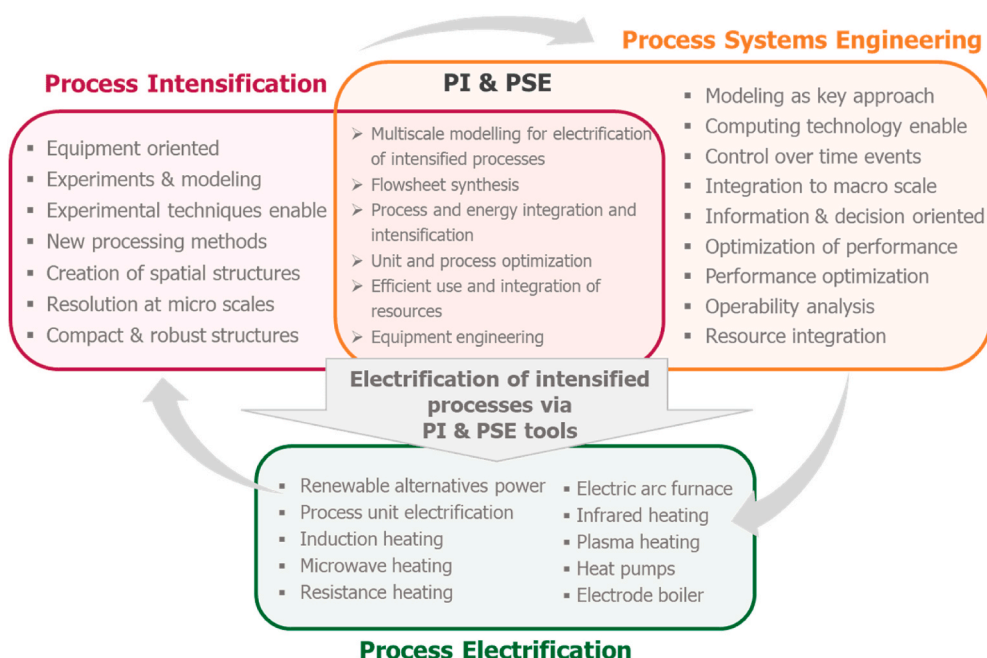 Process Systems Engineering
Process Intensification
PI & PSE
▪ Equipment oriented
▪ Experiments & modeling
▪ Experimental techniques enable
▪ New processing methods
▪ Creation of spatial structures
▪ Resolution at micro scales
▪ Compact & robust structures
➢ Multiscale modelling for electrification
of intensified processes
➢ Flowsheet synthesis
➢ Process and energy integration and
intensification
➢ Unit and process optimization
➢ Efficient use and integration of
resources
➢ Equipment engineering
▪ Modeling as key approach
▪ Computing technology enable
▪ Control over time events
▪ Integration to macro scale
▪ Information & decision oriented
▪ Optimization of performance
▪ Performance optimization
▪ Operability analysis
▪ Resource integration
Electrification of intensified
processes via
PI & PSE tools
▪ Renewable alternatives power
▪ Process unit electrification
▪ Induction heating
▪ Microwave heating
▪ Resistance heating
▪ Electric arc furnace
▪ Infrared heating
▪ Plasma heating
▪ Heat pumps
▪ Electrode boiler
Process Electrification